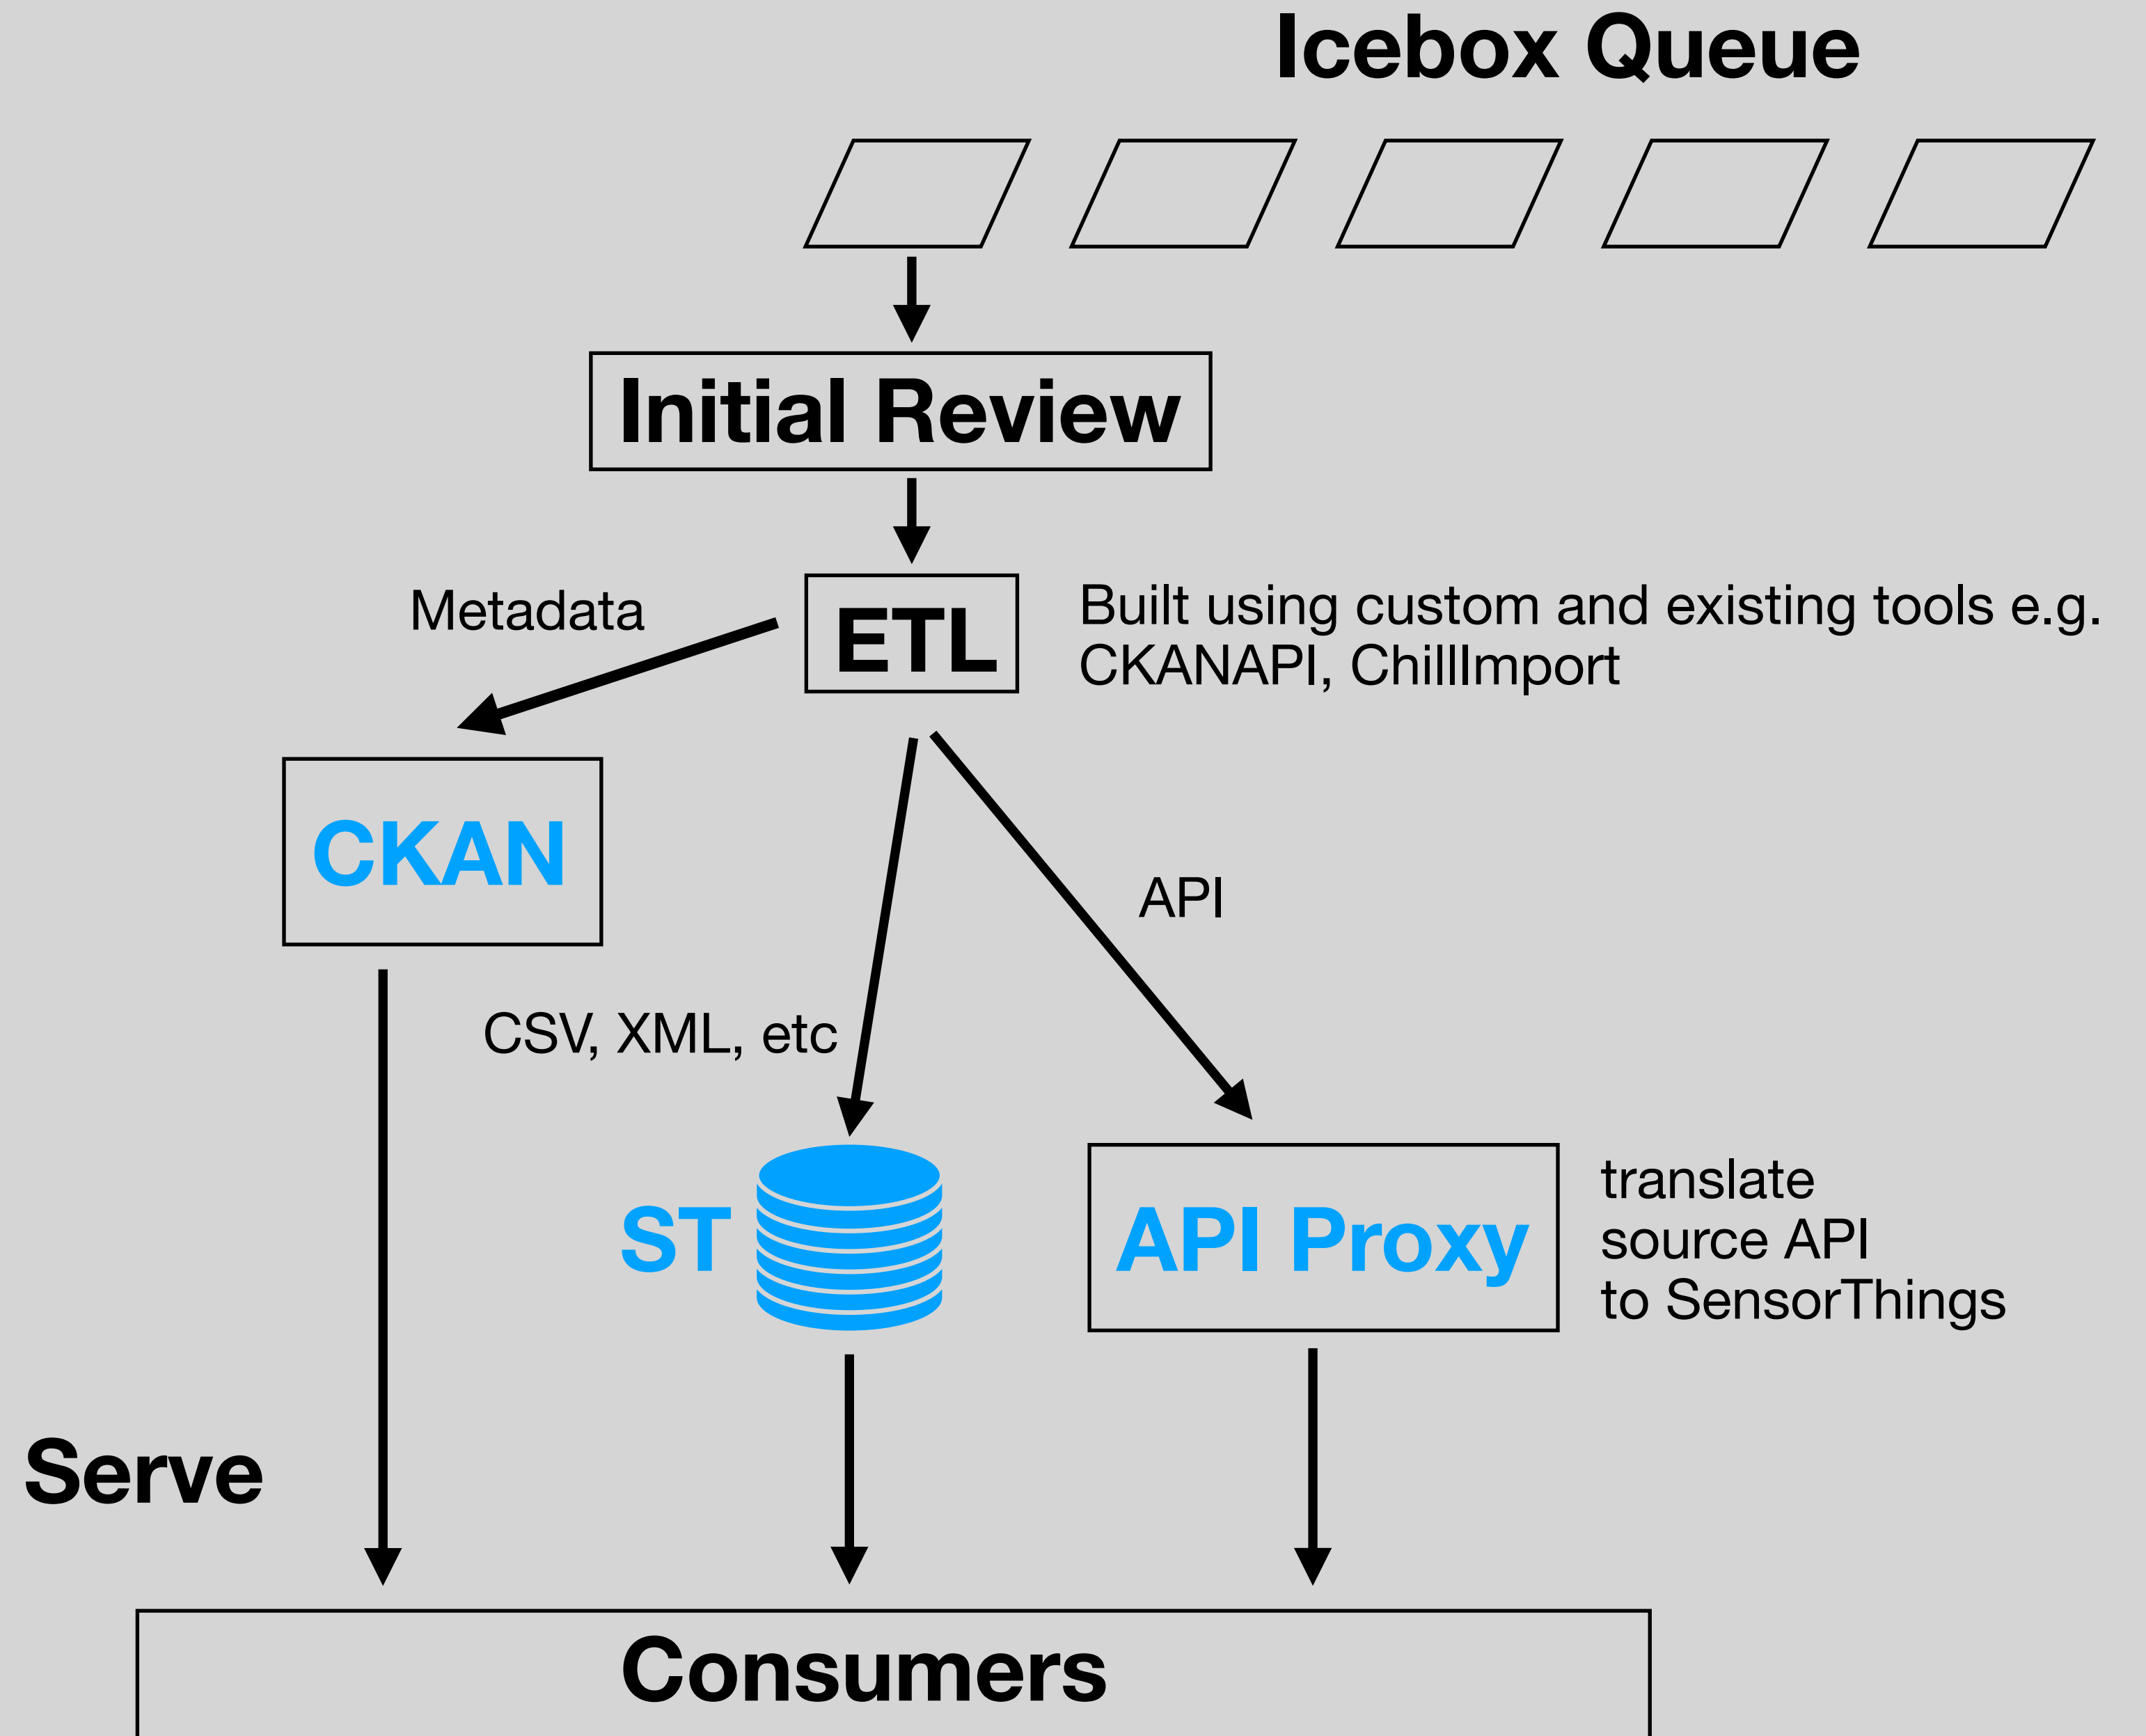 Icebox Queue
Initial Review
Metadata
ETL
Built using custom and existing tools e.g.
CKANAPI, ChillImport
CKAN
API
CSV, XML, etc
ST
API Proxy
translate
source API
to SensorThings
Serve
Consumers